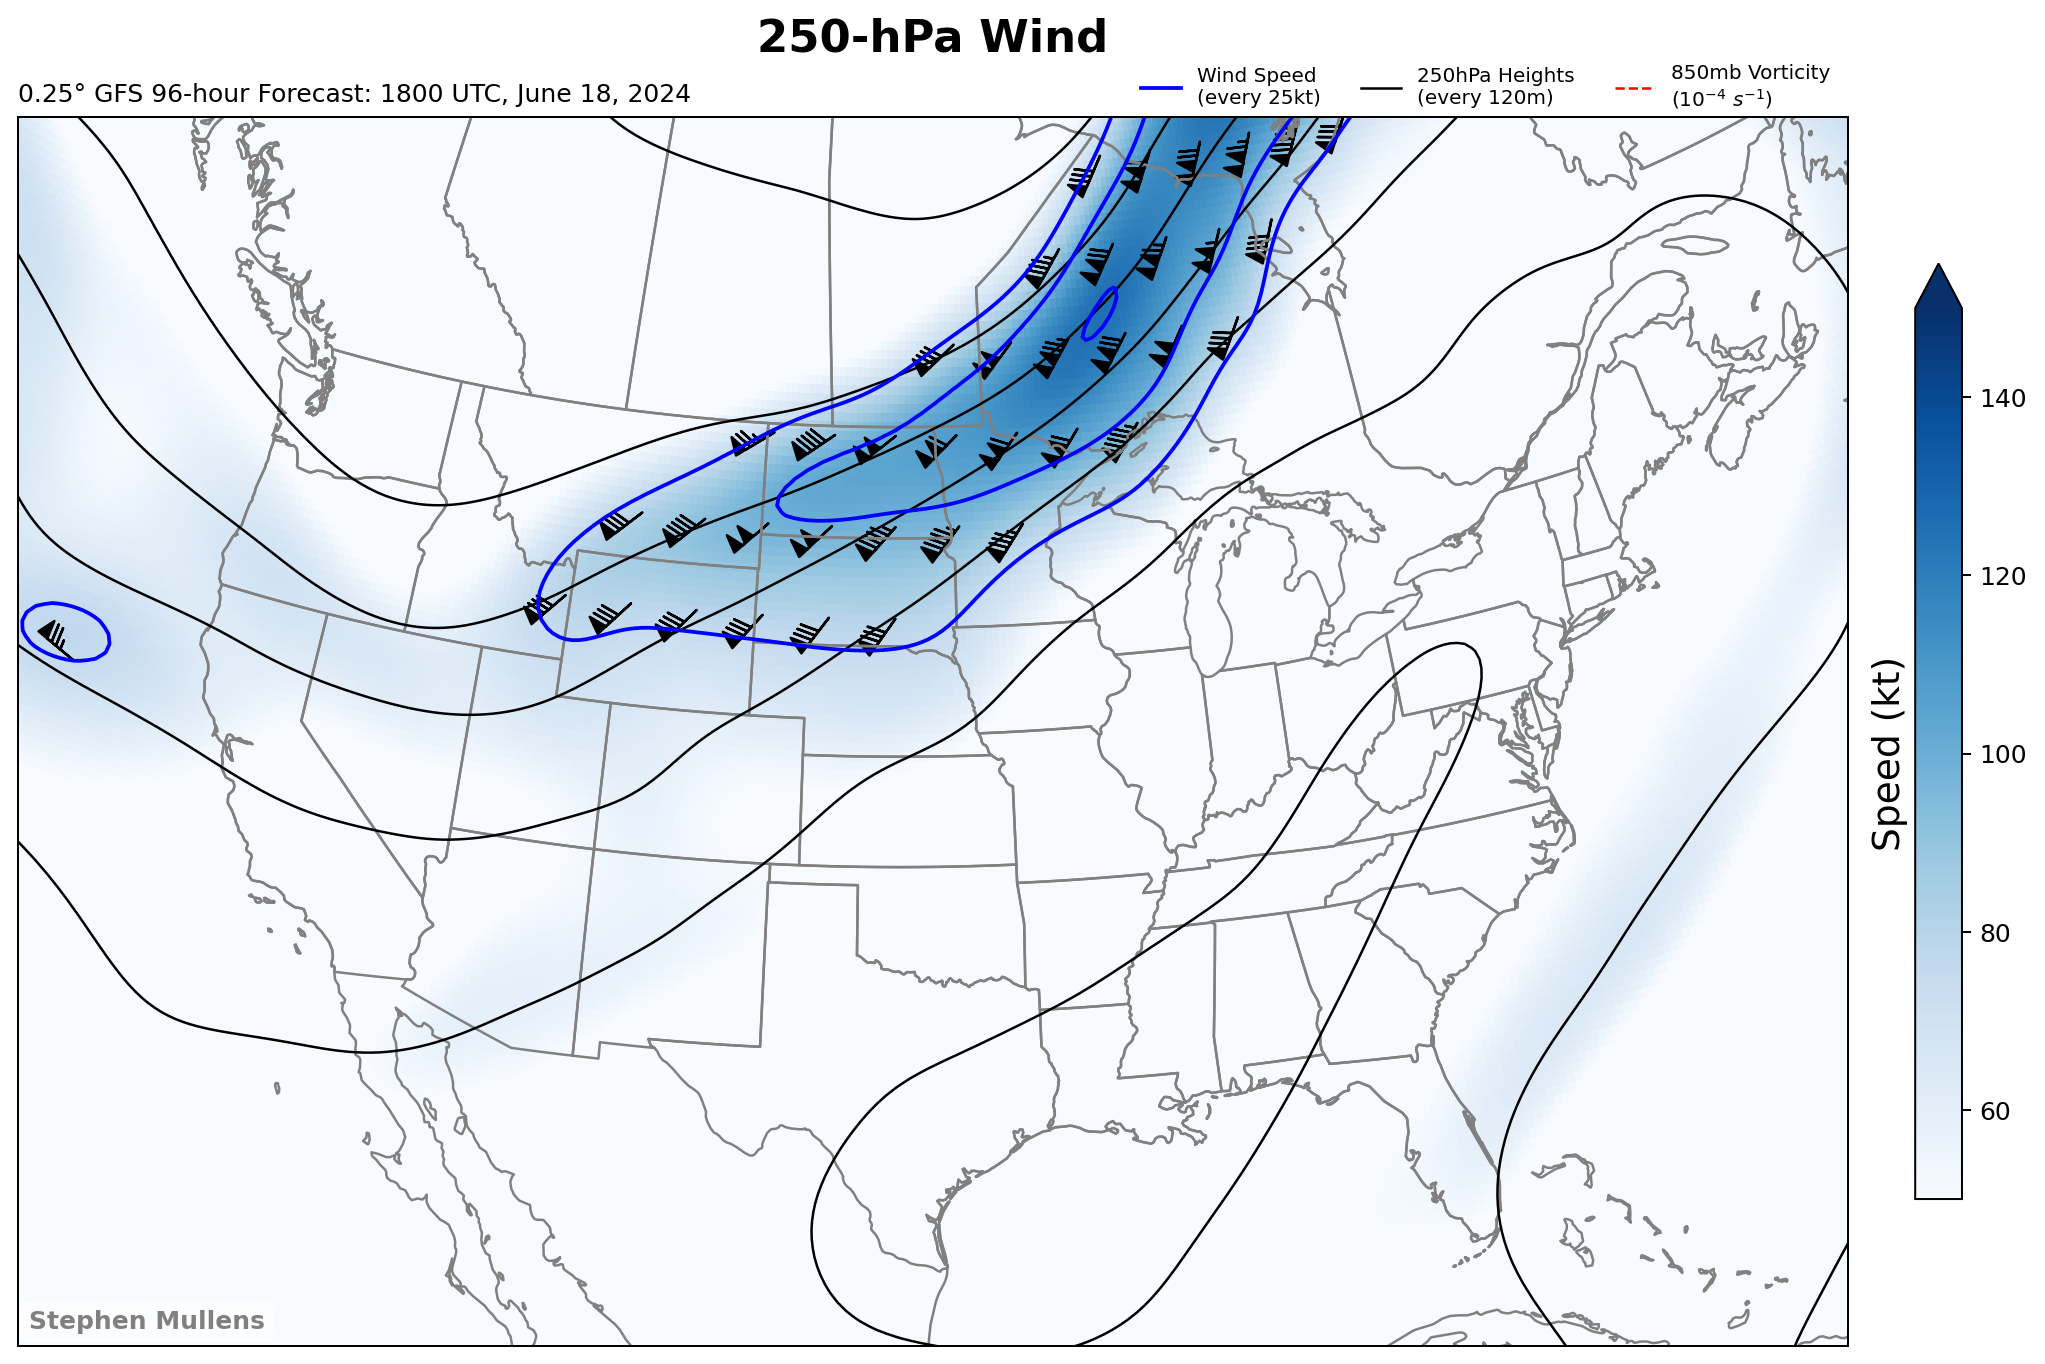 250-hPa Wind
0.25° GFS 96-hour Forecast: 1800 UTC, June 18, 2024
Wind Speed
(every 25kt)
250hPa Heights
(every 120m)
850mb Vorticity
(10⁻⁴ s⁻¹)
140
120
100
80
60
Speed (kt)
Stephen Mullens